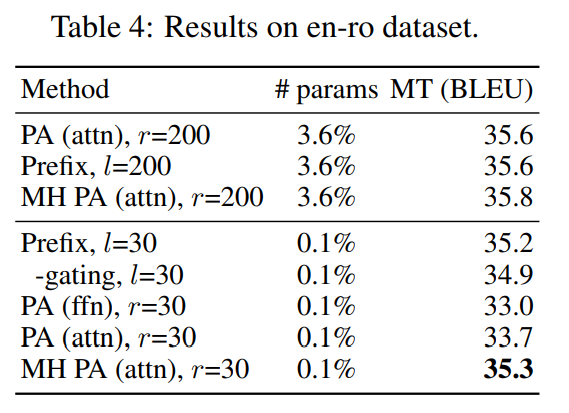 Table 4: Results on en-ro dataset.
Method # params MT (BLEU)
PA (attn), r=200 3.6% 35.6
Prefix, l=200 3.6% 35.6
MH PA (attn), r=200 3.6% 35.8
Prefix, l=30 0.1% 35.2
-gating, l=30 0.1% 34.9
PA (ffn), r=30 0.1% 33.0
PA (attn), r=30 0.1% 33.7
MH PA (attn), r=30 0.1% 35.3